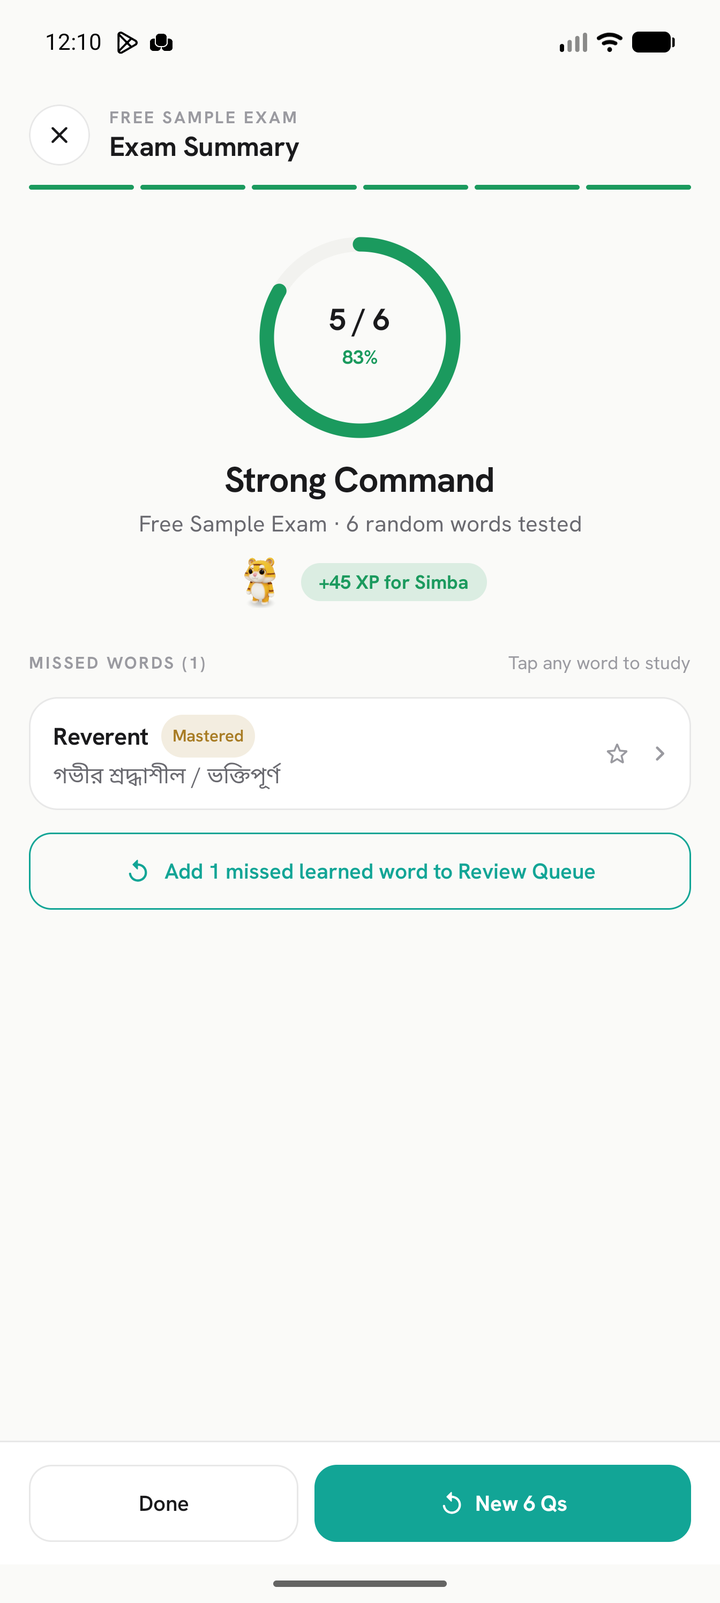 12:10
FREE SAMPLE EXAM
Exam Summary
5 / 6
83%
Strong Command
Free Sample Exam · 6 random words tested
+45 XP for Simba
MISSED WORDS (1)
Tap any word to study
Reverent Mastered
গভীর শ্রদ্ধাশীল / ভক্তিপূর্ণ
Add 1 missed learned word to Review Queue
Done
New 6 Qs